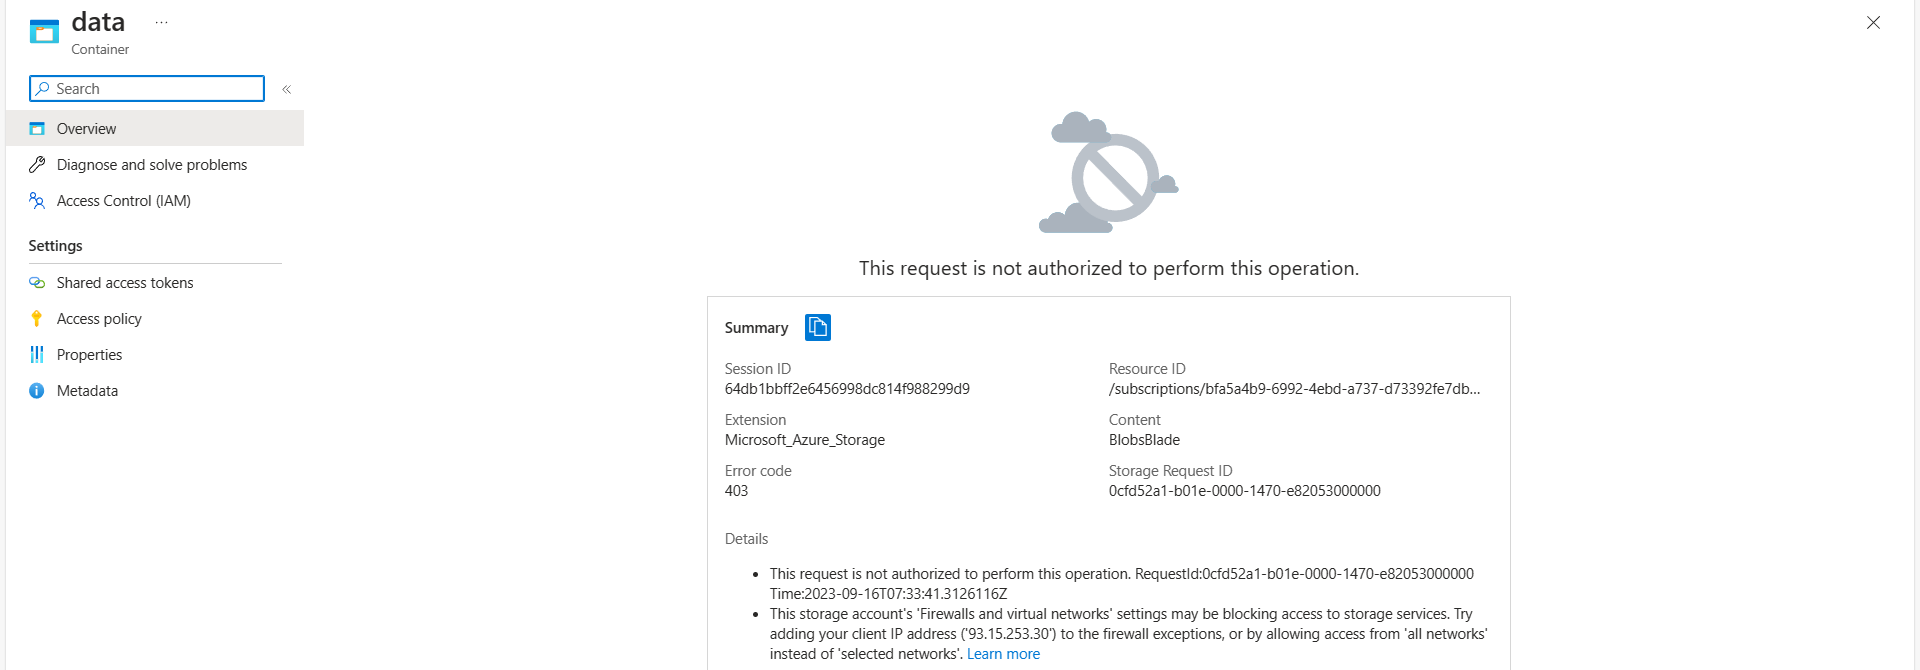 data ...
Container
Search «
Overview
Diagnose and solve problems
Access Control (IAM)
Settings
Shared access tokens
Access policy
Properties
Metadata
This request is not authorized to perform this operation.
Summary
Session ID
64db1bbff2e6456998dc814f988299d9
Resource ID
/subscriptions/bfa5a4b9-6992-4ebd-a737-d73392fe7db...
Extension
Microsoft_Azure_Storage
Content
BlobsBlade
Error code
403
Storage Request ID
0cfd52a1-b01e-0000-1470-e82053000000
Details
• This request is not authorized to perform this operation. RequestId:0cfd52a1-b01e-0000-1470-e82053000000
Time:2023-09-16T07:33:41.3126116Z
• This storage account's 'Firewalls and virtual networks' settings may be blocking access to storage services. Try
adding your client IP address ('93.15.253.30') to the firewall exceptions, or by allowing access from 'all networks'
instead of 'selected networks'. Learn more